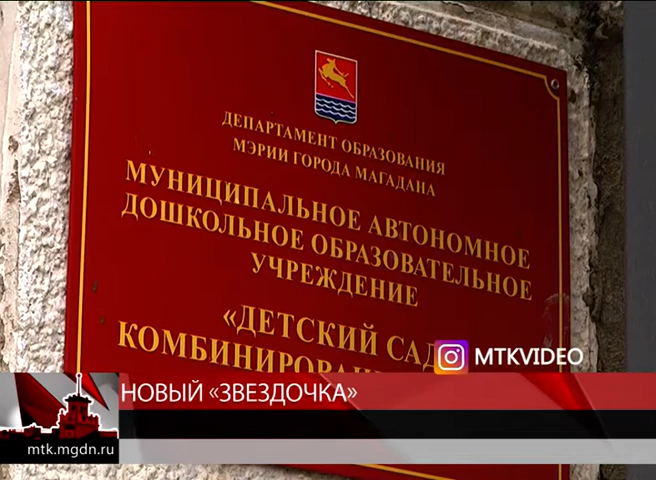 ДЕПАРТАМЕНТ ОБРАЗОВАНИЯ
МЭРИИ ГОРОДА МАГАДАНА
МУНИЦИПАЛЬНОЕ АВТОНОМНОЕ
ДОШКОЛЬНОЕ ОБРАЗОВАТЕЛЬНОЕ
УЧРЕЖДЕНИЕ
«ДЕТСКИЙ САД
MTKVIDEO
НОВЫЙ «ЗВЕЗДОЧКА»
mtk.mgdn.ru